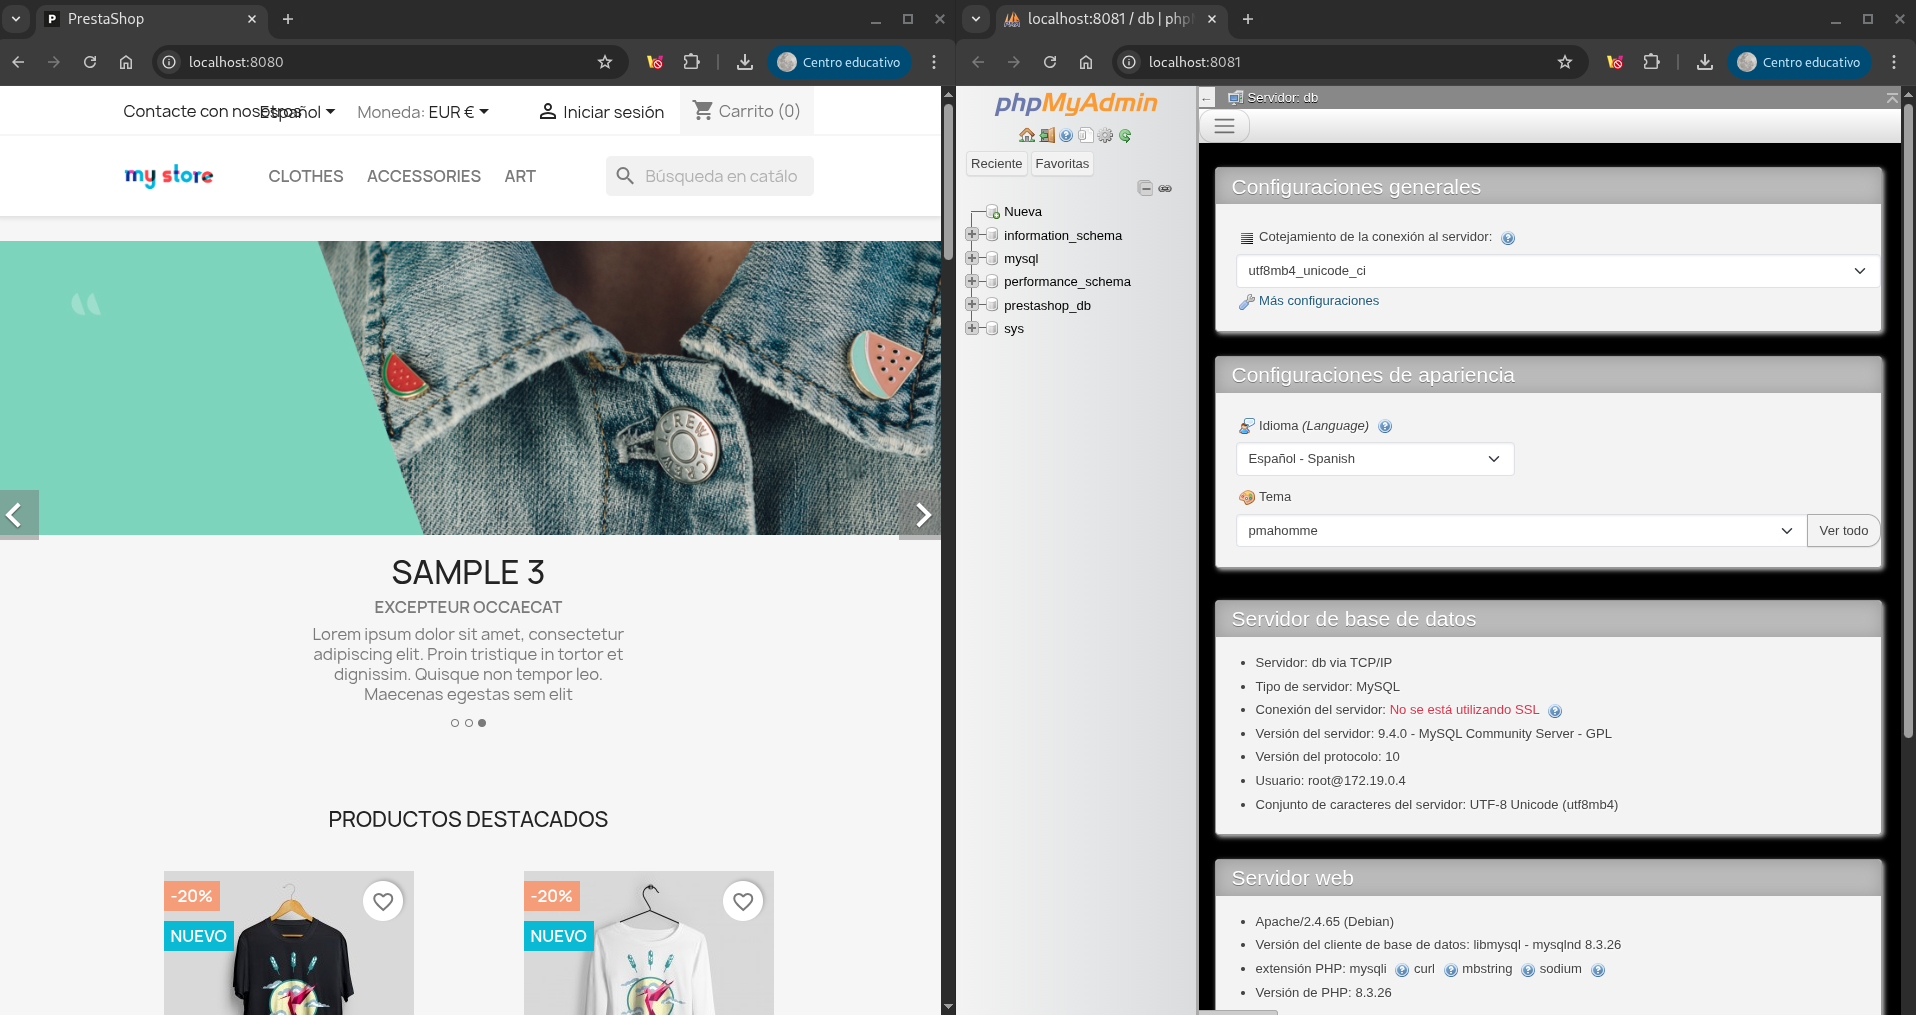 PrestaShop
localhost:8080
Centro educativo
Contacte con nosotros
Español
Moneda: EUR €
Iniciar sesión
Carrito (0)
my store
CLOTHES
ACCESSORIES
ART
Búsqueda en catálo
J.CREW J.CREW
SAMPLE 3
EXCEPTEUR OCCAECAT
Lorem ipsum dolor sit amet, consectetur
adipiscing elit. Proin tristique in tortor et
dignissim. Quisque non tempor leo.
Maecenas egestas sem elit
PRODUCTOS DESTACADOS
-20%
NUEVO
-20%
NUEVO
localhost:8081 / db | php
localhost:8081
Centro educativo
phpMyAdmin
Reciente
Favoritas
Nueva
information_schema
mysql
performance_schema
prestashop_db
sys
Servidor: db
Configuraciones generales
Cotejamiento de la conexión al servidor:
utf8mb4_unicode_ci
Más configuraciones
Configuraciones de apariencia
Idioma (Language)
Español - Spanish
Tema
pmahomme
Ver todo
Servidor de base de datos
Servidor: db via TCP/IP
Tipo de servidor: MySQL
Conexión del servidor: No se está utilizando SSL
Versión del servidor: 9.4.0 - MySQL Community Server - GPL
Versión del protocolo: 10
Usuario: root@172.19.0.4
Conjunto de caracteres del servidor: UTF-8 Unicode (utf8mb4)
Servidor web
Apache/2.4.65 (Debian)
Versión del cliente de base de datos: libmysql - mysqlnd 8.3.26
extensión PHP: mysqli curl mbstring sodium
Versión de PHP: 8.3.26